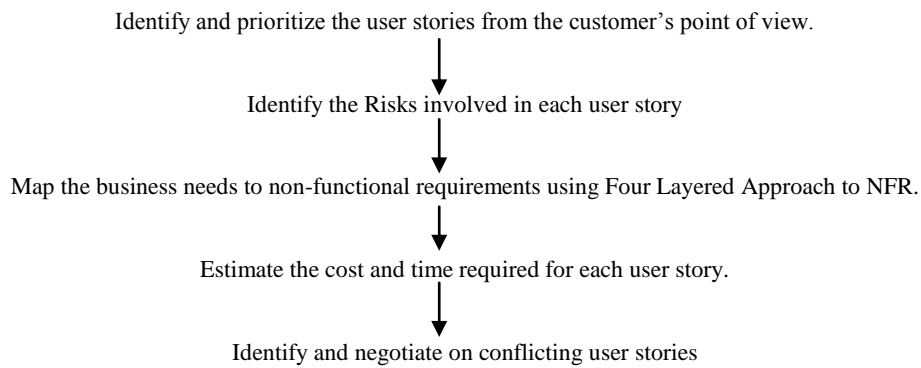 Identify and prioritize the user stories from the customer’s point of view.
Identify the Risks involved in each user story
Map the business needs to non-functional requirements using Four Layered Approach to NFR.
Estimate the cost and time required for each user story.
Identify and negotiate on conflicting user stories